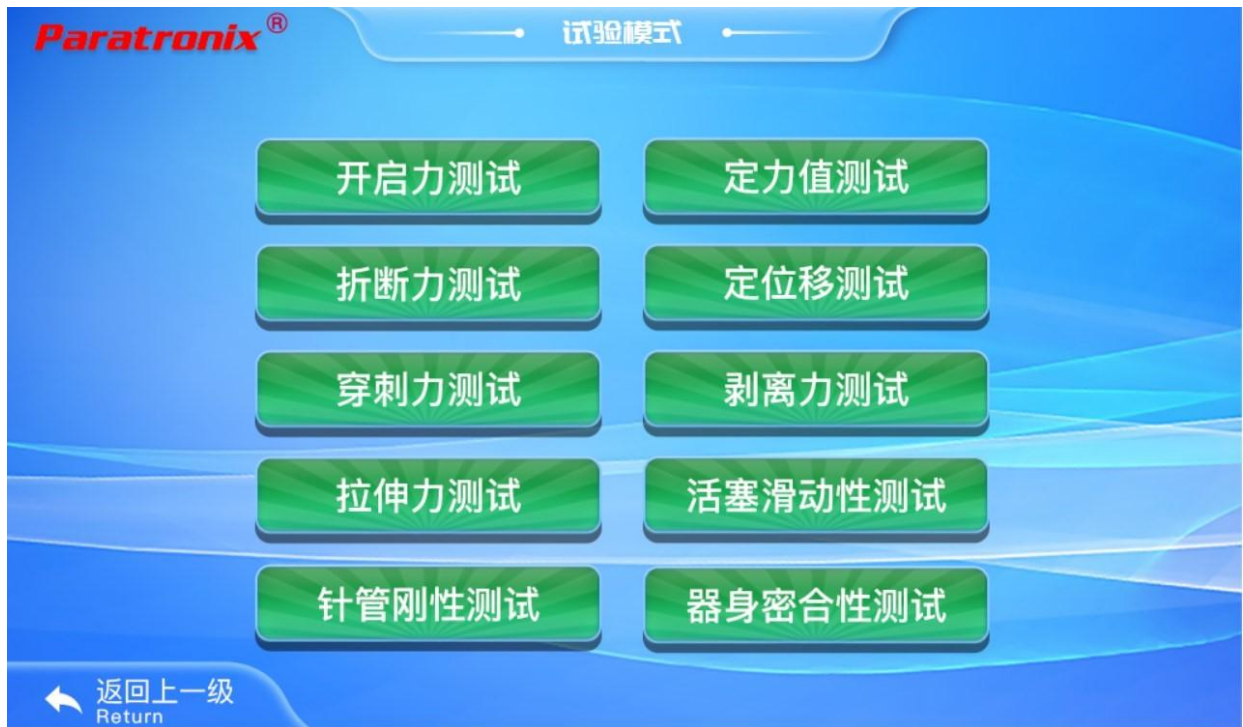 Paratronix®
试验模式
开启力测试
定力值测试
折断力测试
定位移测试
穿刺力测试
剥离力测试
拉伸力测试
活塞滑动性测试
针管刚性测试
器身密合性测试
返回上一级
Return